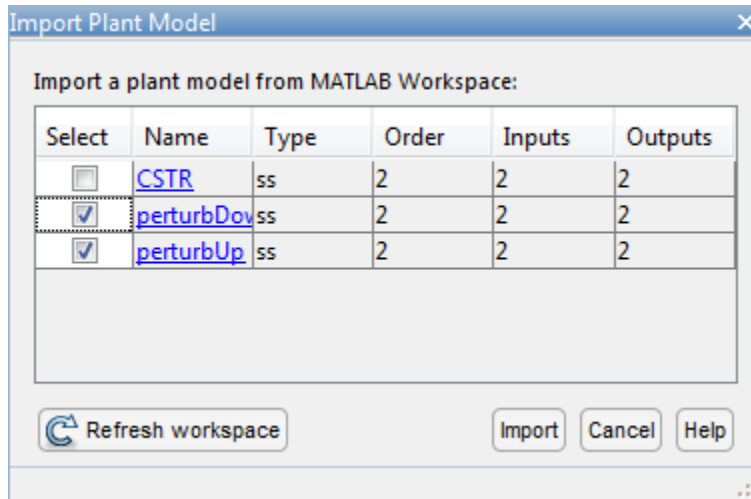 Import Plant Model
Import a plant model from MATLAB Workspace:
Select Name Type Order Inputs Outputs
CSTR ss 2 2 2
perturbDov ss 2 2 2
perturbUp ss 2 2 2
Refresh workspace Import Cancel Help